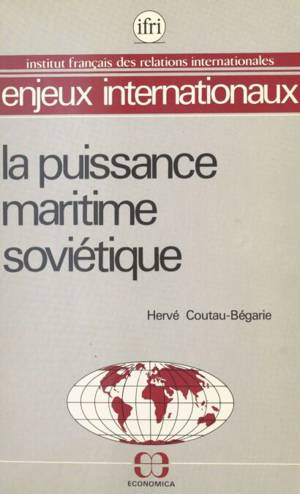 ifri
institut français des relations internationales
enjeux internationaux
la puissance
maritime
soviétique
Hervé Coutau-Bégarie
ECONOMICA